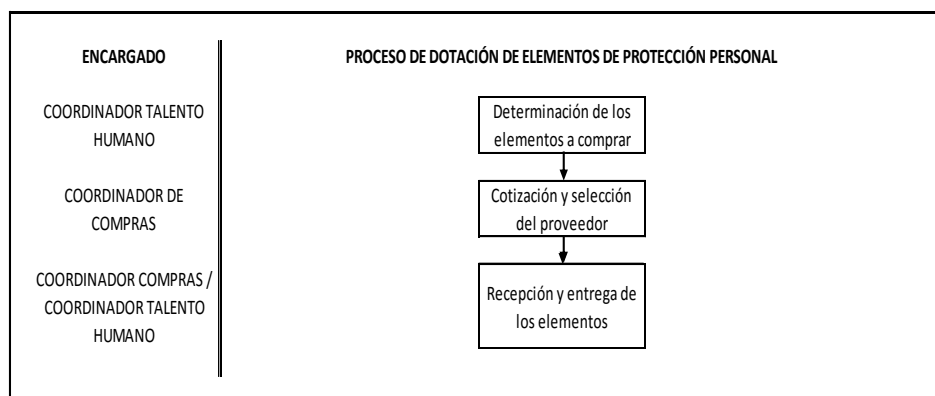 ENCARGADO
PROCESO DE DOTACIÓN DE ELEMENTOS DE PROTECCIÓN PERSONAL
COORDINADOR TALENTO
HUMANO
Determinación de los
elementos a comprar
COORDINADOR DE
COMPRAS
Cotización y selección
del proveedor
COORDINADOR COMPRAS /
COORDINADOR TALENTO
HUMANO
Recepción y entrega de
los elementos